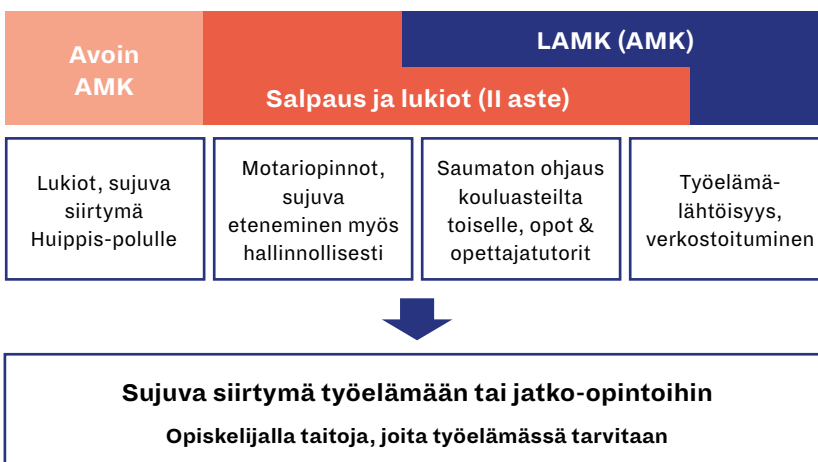 Avoin
AMK
LAMK (AMK)
Salpaus ja lukiot (II aste)
Lukiot, sujuva
siirtymä
Huippis-polulle
Motariopinnot,
sujuva
eteneminen myös
hallinnollisesti
Saumaton ohjaus
kouluasteilta
toiselle, opot &
opettajatutorit
Työelämä-
lähtöisyys,
verkostoituminen
Sujuva siirtymä työelämään tai jatko-opintoihin
Opiskelijalla taitoja, joita työelämässä tarvitaan